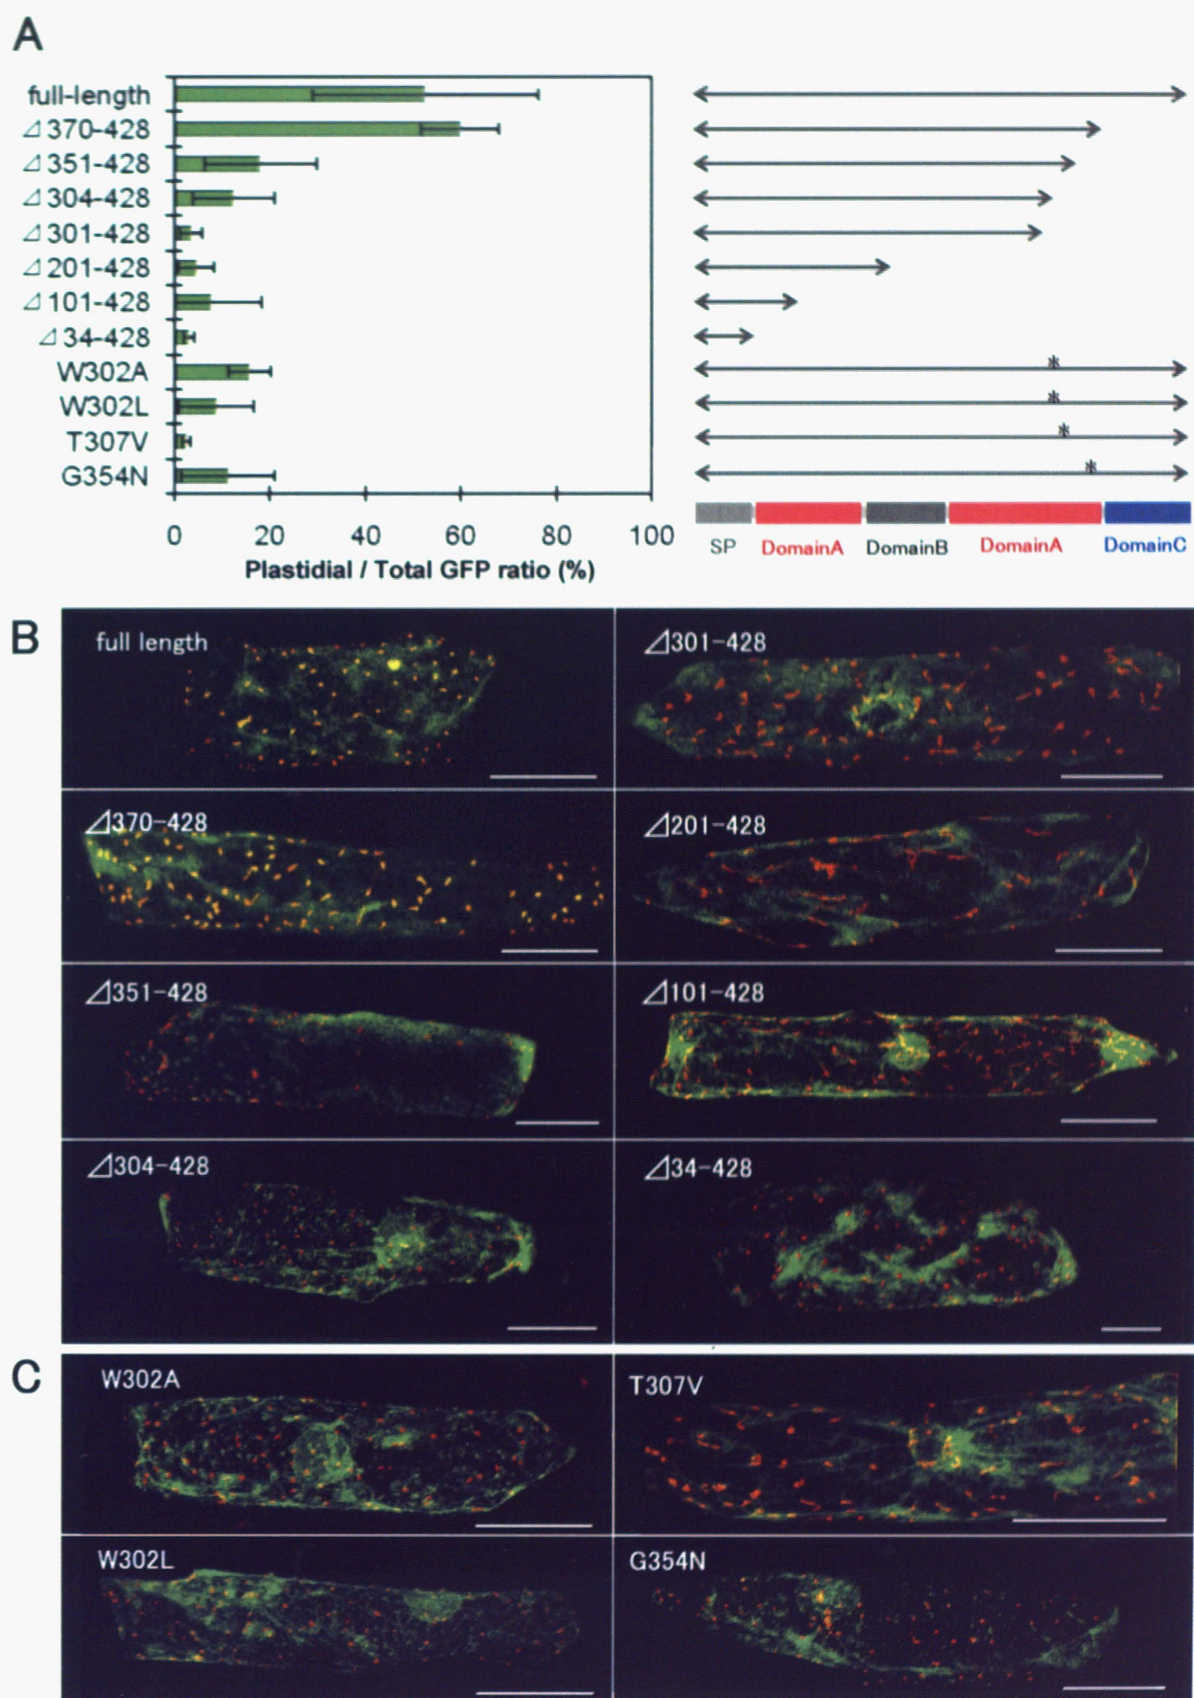 A
full-length
⊿370-428
⊿351-428
⊿304-428
⊿301-428
⊿201-428
⊿101-428
⊿34-428
W302A
W302L
T307V
G354N
0 20 40 60 80 100
Plastidial / Total GFP ratio (%)
*
*
*
*
SP DomainA DomainB DomainA DomainC
B
full length
⊿301-428
⊿370-428
⊿201-428
⊿351-428
⊿101-428
⊿304-428
⊿34-428
C
W302A
T307V
W302L
G354N